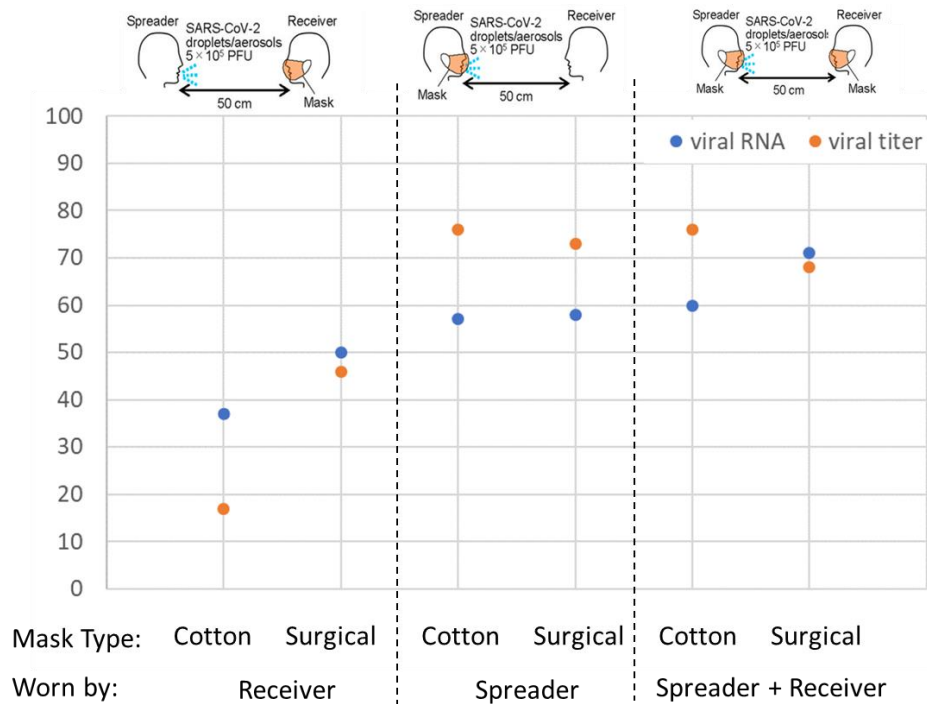 Spreader
SARS-CoV-2
droplets/aerosols
5 × 10⁵ PFU
Receiver
50 cm
Mask
Spreader
SARS-CoV-2
droplets/aerosols
5 × 10⁵ PFU
Receiver
Mask
50 cm
Spreader
SARS-CoV-2
droplets/aerosols
5 × 10⁵ PFU
Receiver
Mask
50 cm
Mask
viral RNA viral titer
100
90
80
70
60
50
40
30
20
10
0
Mask Type: Cotton Surgical Cotton Surgical Cotton Surgical
Worn by: Receiver Spreader Spreader + Receiver